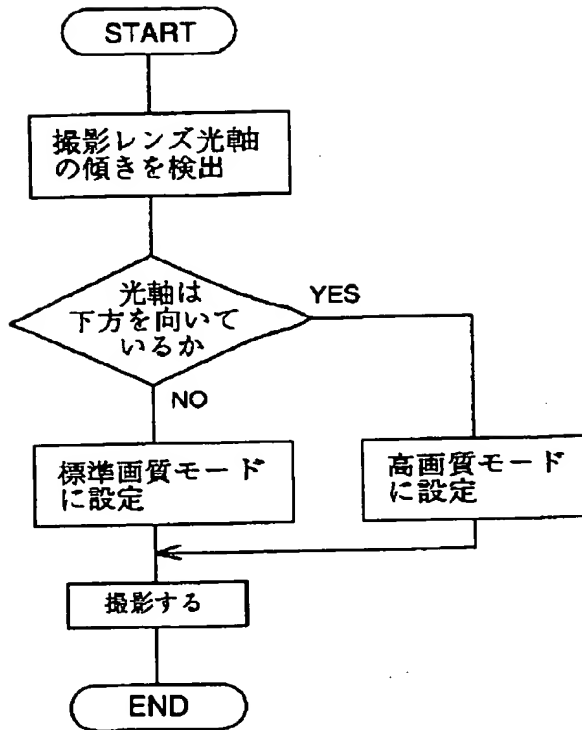 START
撮影レンズ光軸
の傾きを検出
光軸は
下方を向いて
いるか
YES
NO
標準画質モード
に設定
高画質モード
に設定
撮影する
END